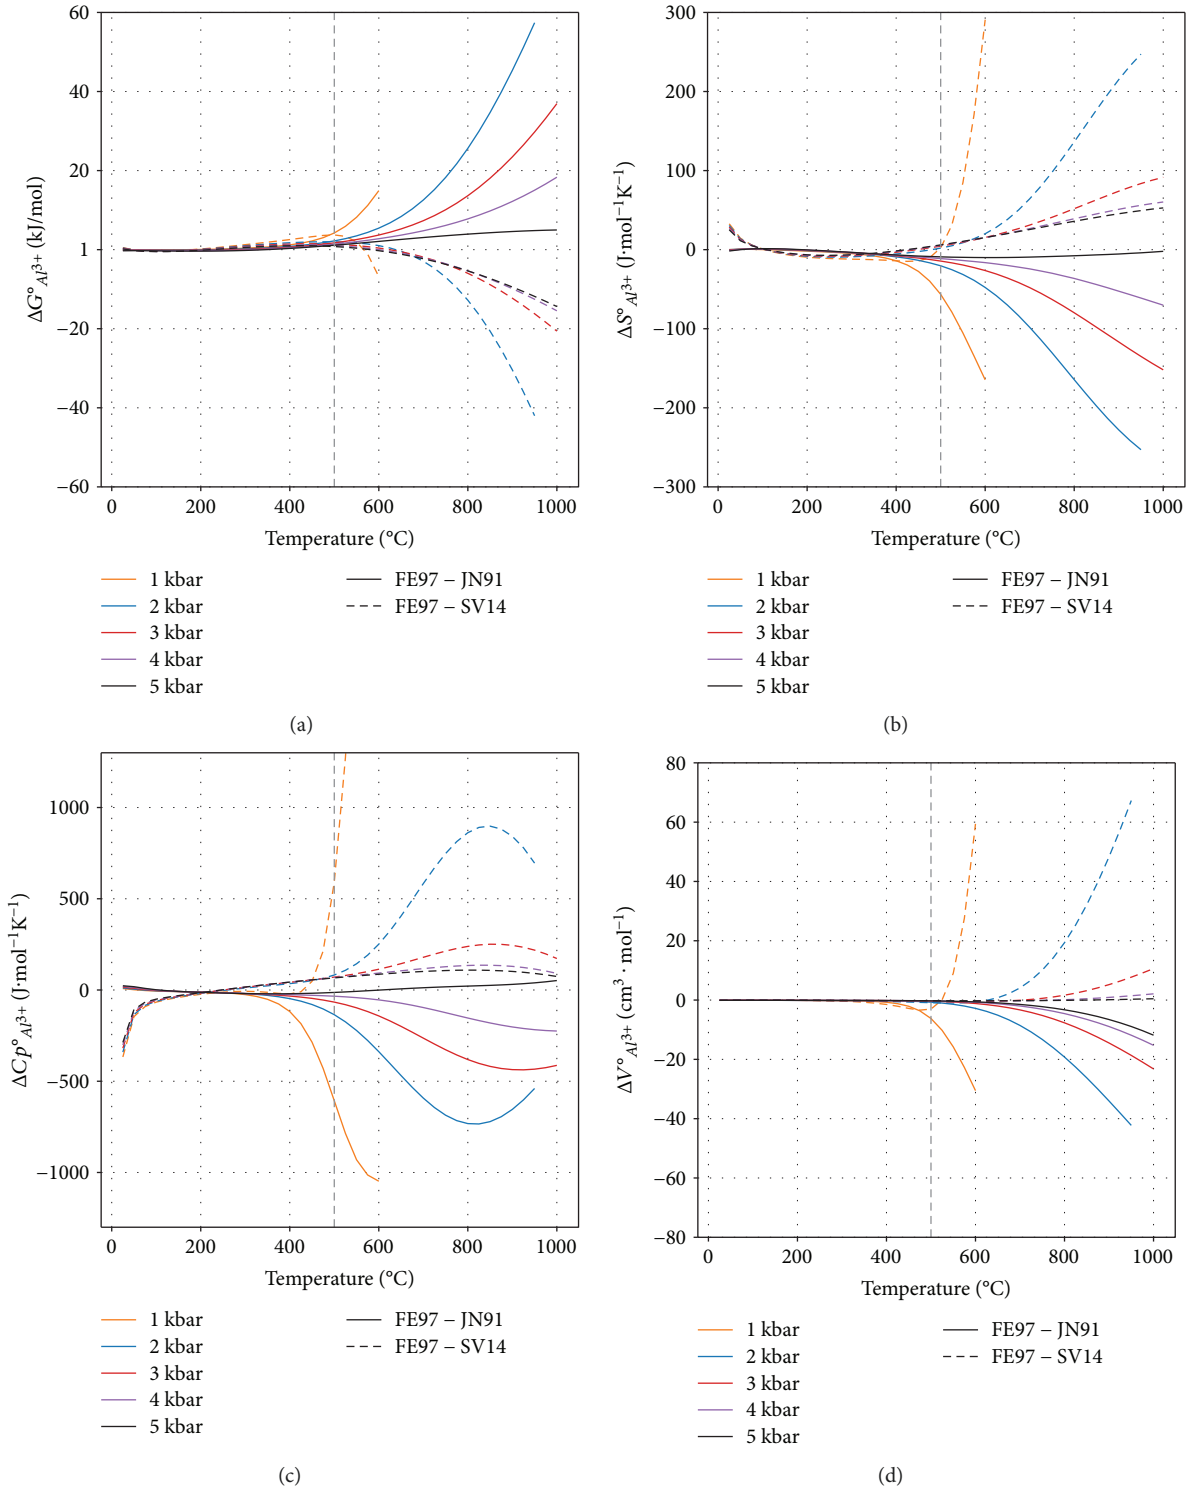 60
40
20
1
−20
−40
−60
ΔG°Al3+ (kJ/mol)
0 200 400 600 800 1000
Temperature (°C)
1 kbar
2 kbar
3 kbar
4 kbar
5 kbar
FE97 − JN91
FE97 − SV14
(a)
300
200
100
0
−100
−200
−300
ΔS°Al3+ (J·mol−1K−1)
0 200 400 600 800 1000
Temperature (°C)
1 kbar
2 kbar
3 kbar
4 kbar
5 kbar
FE97 − JN91
FE97 − SV14
(b)
1000
500
0
−500
−1000
ΔCp°Al3+ (J·mol−1K−1)
0 200 400 600 800 1000
Temperature (°C)
1 kbar
2 kbar
3 kbar
4 kbar
5 kbar
FE97 − JN91
FE97 − SV14
(c)
80
60
40
20
0
−20
−40
−60
−80
ΔV°Al3+ (cm3 · mol−1)
0 200 400 600 800 1000
Temperature (°C)
1 kbar
2 kbar
3 kbar
4 kbar
5 kbar
FE97 − JN91
FE97 − SV14
(d)